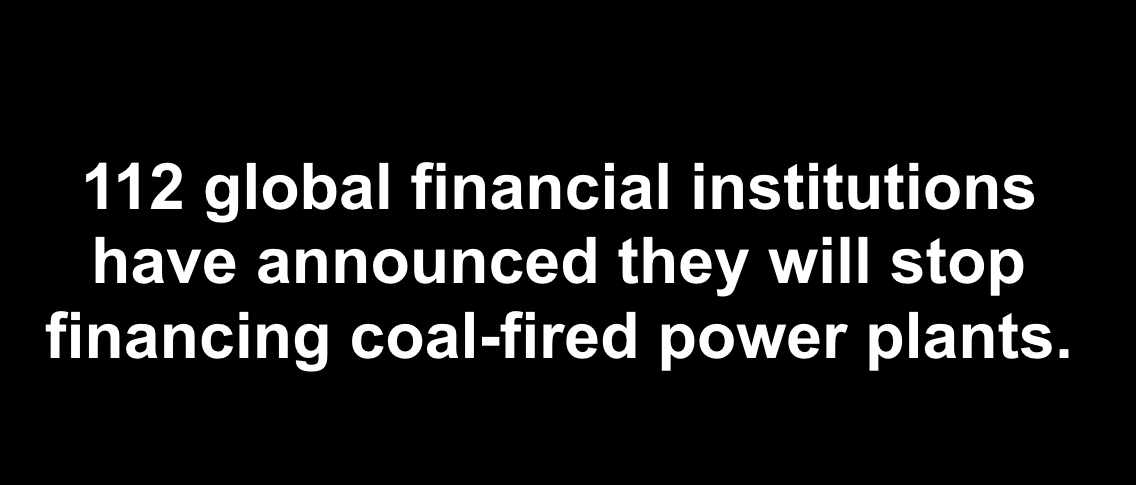 112 global financial institutions
have announced they will stop
financing coal-fired power plants.